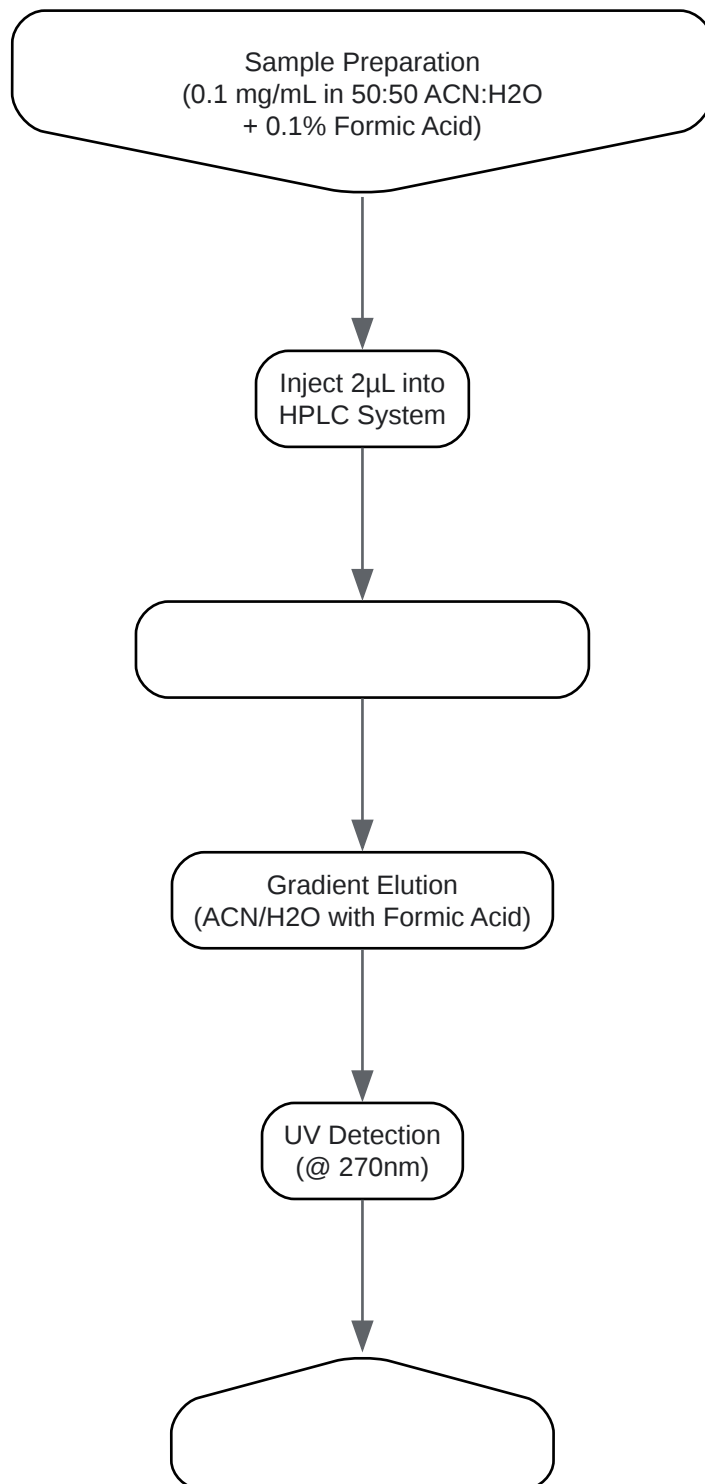 Sample Preparation
(0.1 mg/mL in 50:50 ACN:H2O
+ 0.1% Formic Acid)
Inject 2µL into
HPLC System
Gradient Elution
(ACN/H2O with Formic Acid)
UV Detection
(@ 270nm)